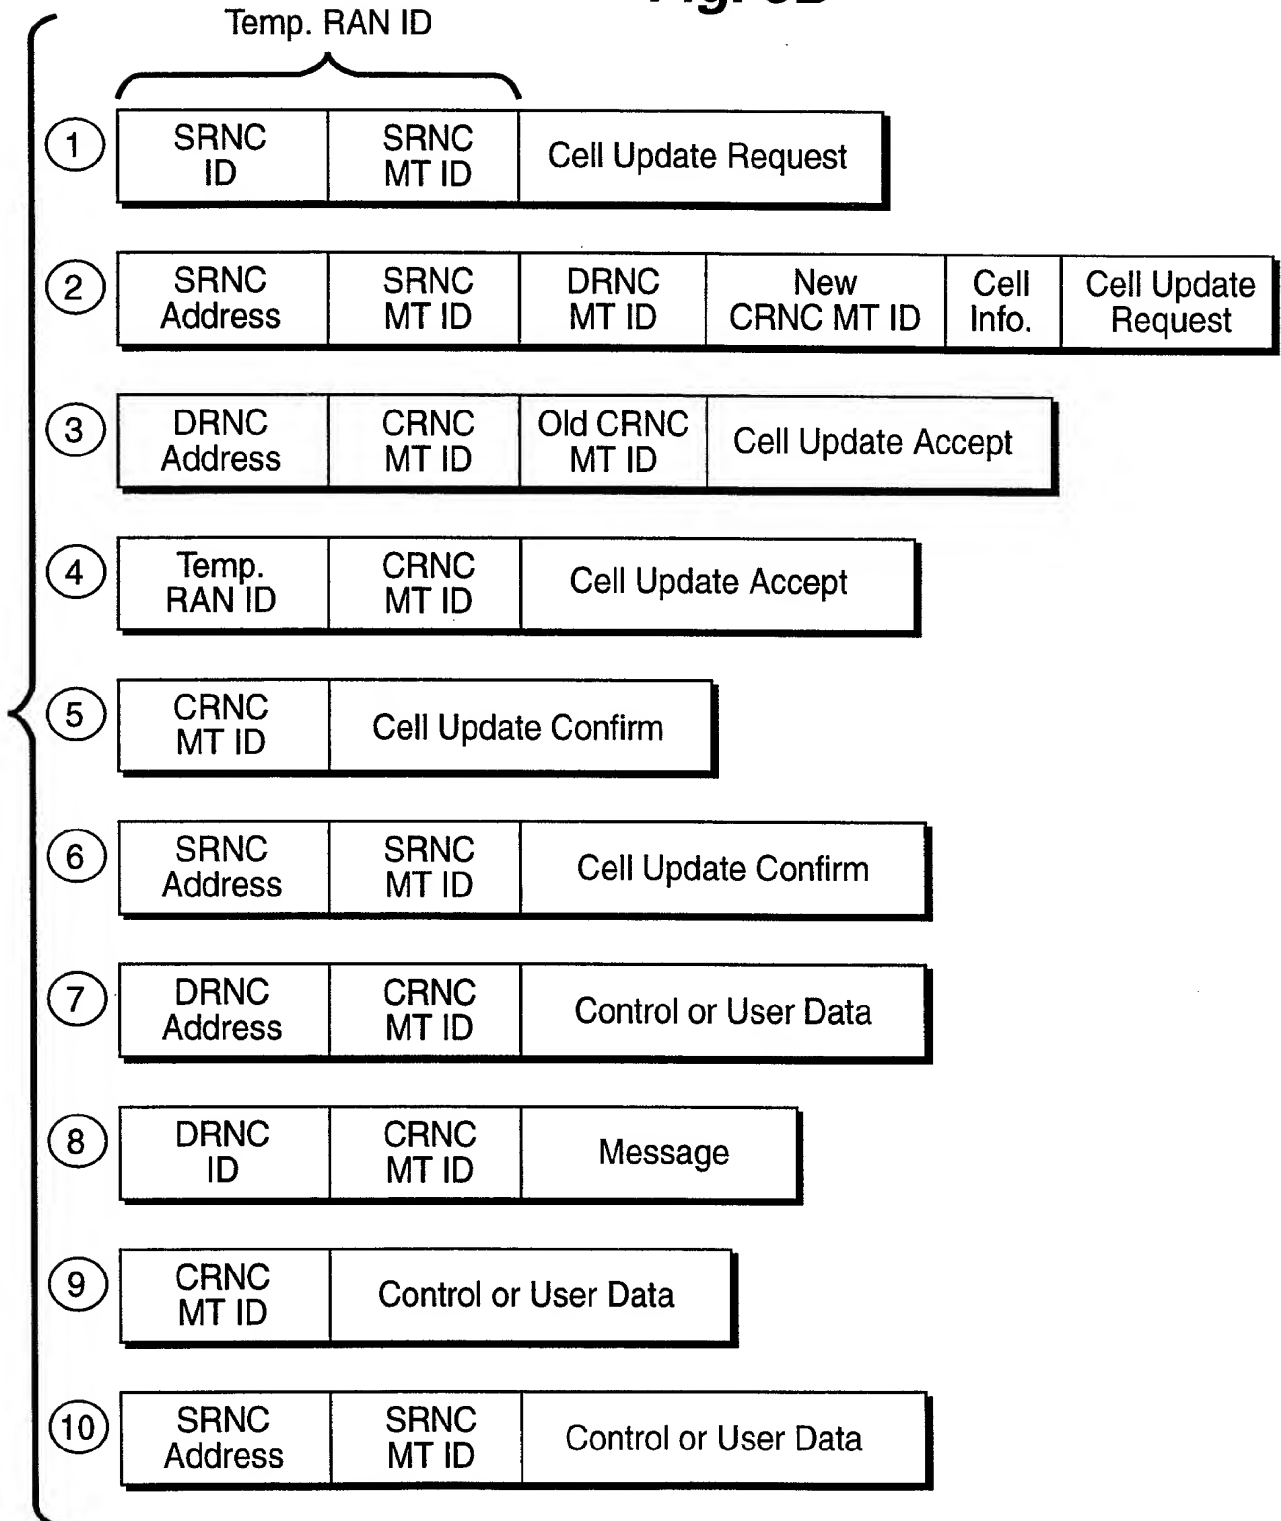 Temp. RAN ID
1
SRNC
ID
SRNC
MT ID
Cell Update Request
2
SRNC
Address
SRNC
MT ID
DRNC
MT ID
New
CRNC MT ID
Cell
Info.
Cell Update
Request
3
DRNC
Address
CRNC
MT ID
Old CRNC
MT ID
Cell Update Accept
4
Temp.
RAN ID
CRNC
MT ID
Cell Update Accept
5
CRNC
MT ID
Cell Update Confirm
6
SRNC
Address
SRNC
MT ID
Cell Update Confirm
7
DRNC
Address
CRNC
MT ID
Control or User Data
8
DRNC
ID
CRNC
MT ID
Message
9
CRNC
MT ID
Control or User Data
10
SRNC
Address
SRNC
MT ID
Control or User Data